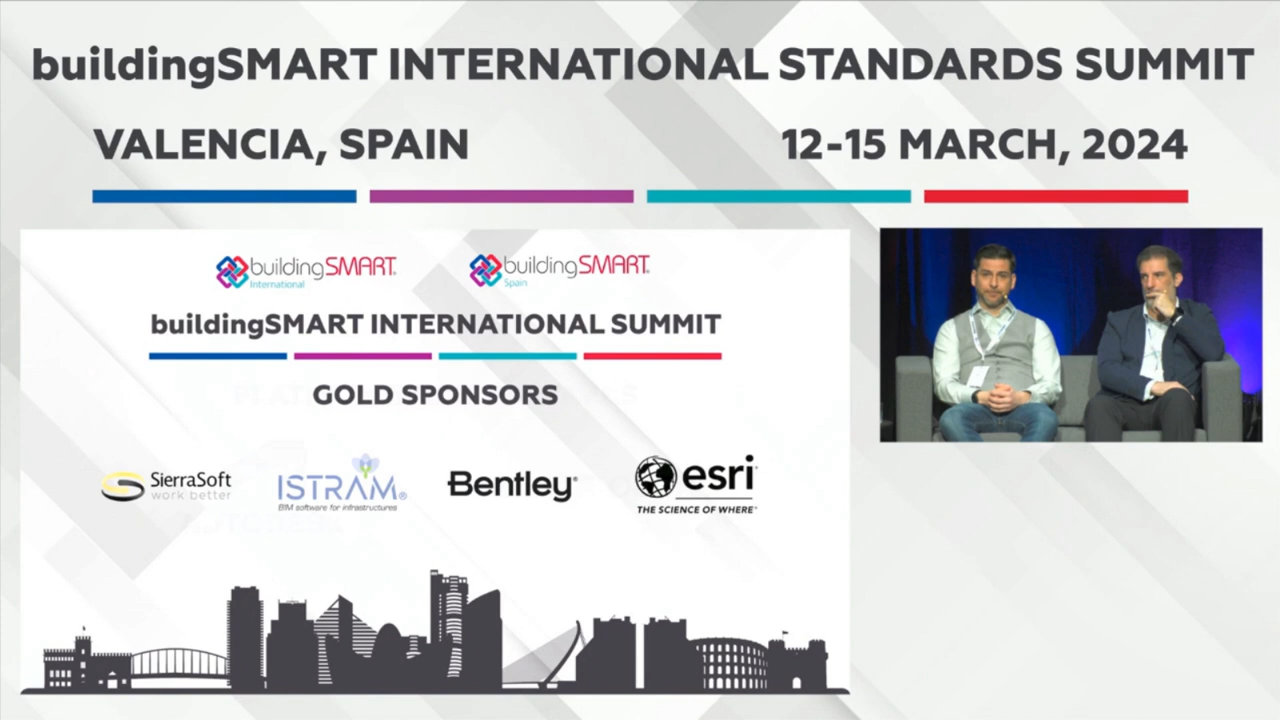 buildingSMART INTERNATIONAL STANDARDS SUMMIT
VALENCIA, SPAIN
12-15 MARCH, 2024
buildingSMART®
International
buildingSMART®
Spain
buildingSMART INTERNATIONAL SUMMIT
GOLD SPONSORS
SierraSoft
work better
ISTRAM®
BIM software for infrastructures
Bentley®
esri®
THE SCIENCE OF WHERE®